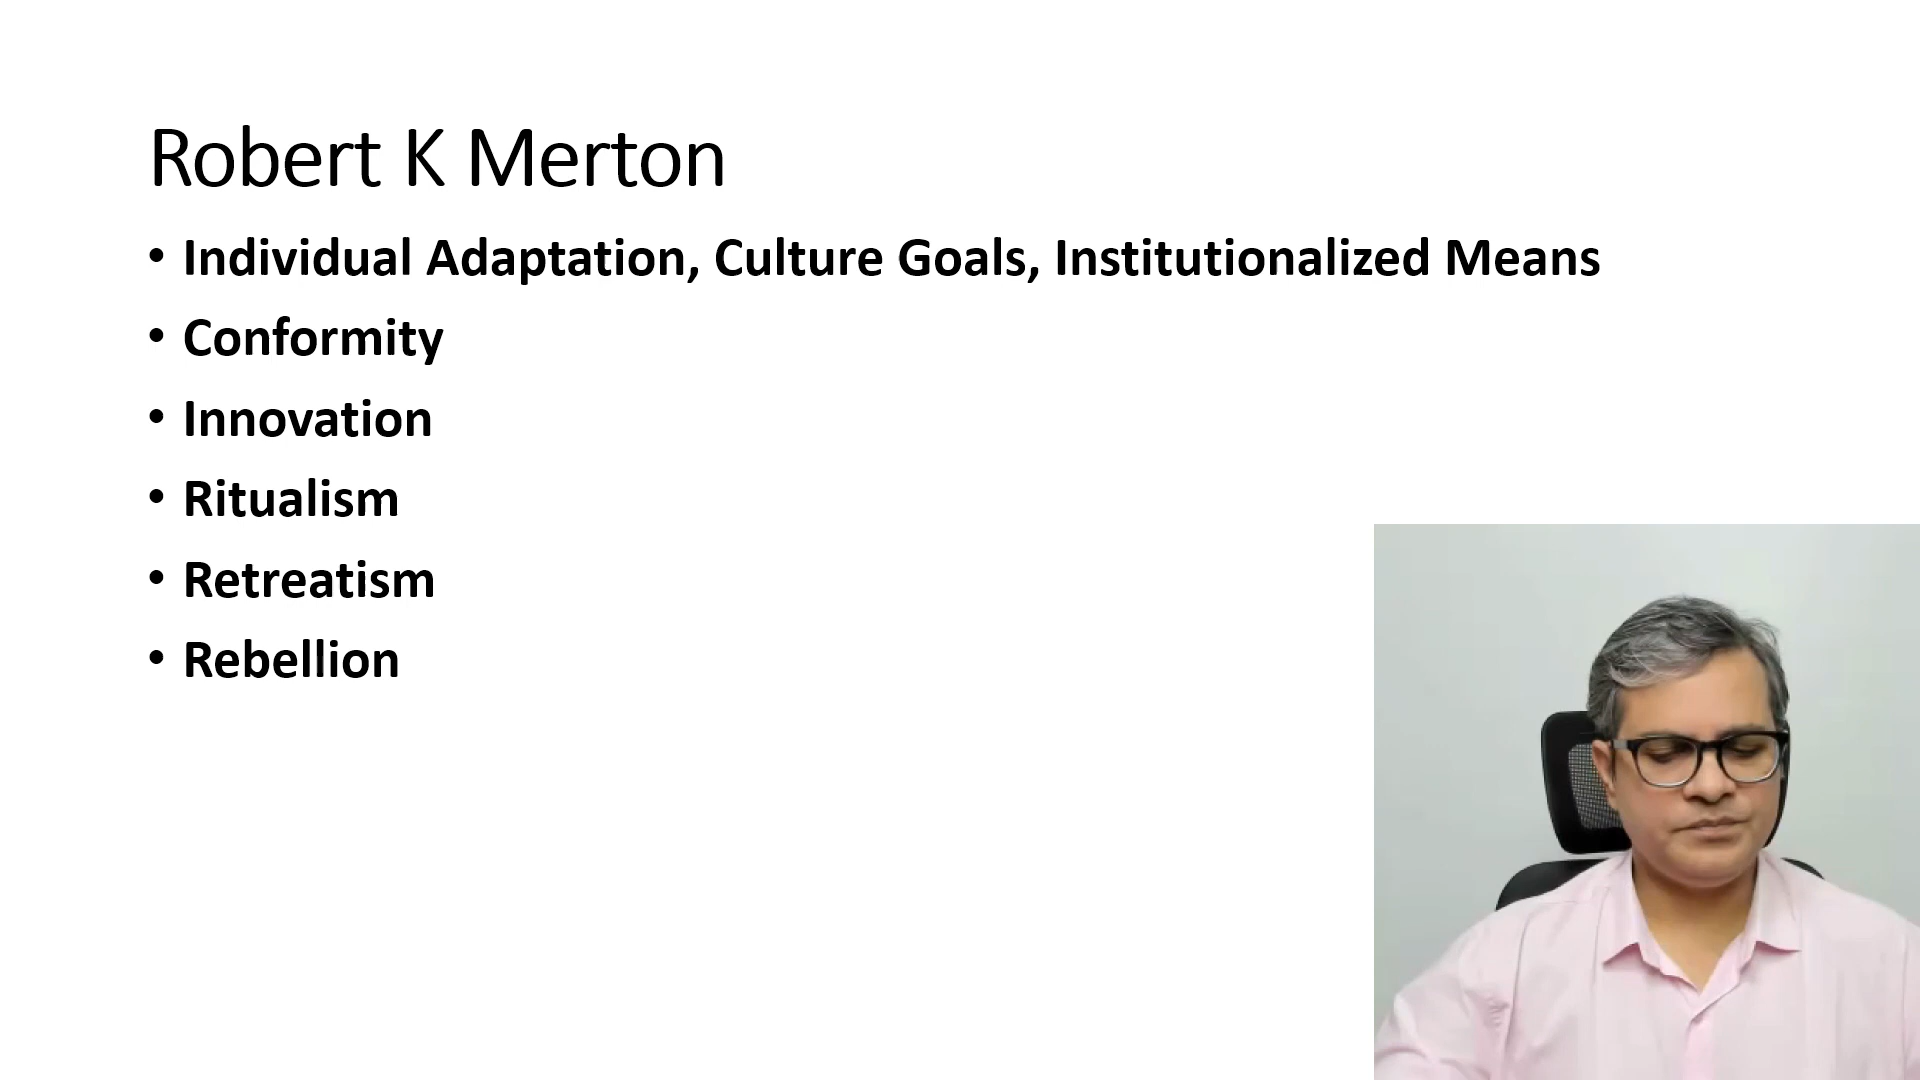 Robert K Merton
• Individual Adaptation, Culture Goals, Institutionalized Means
• Conformity
• Innovation
• Ritualism
• Retreatism
• Rebellion